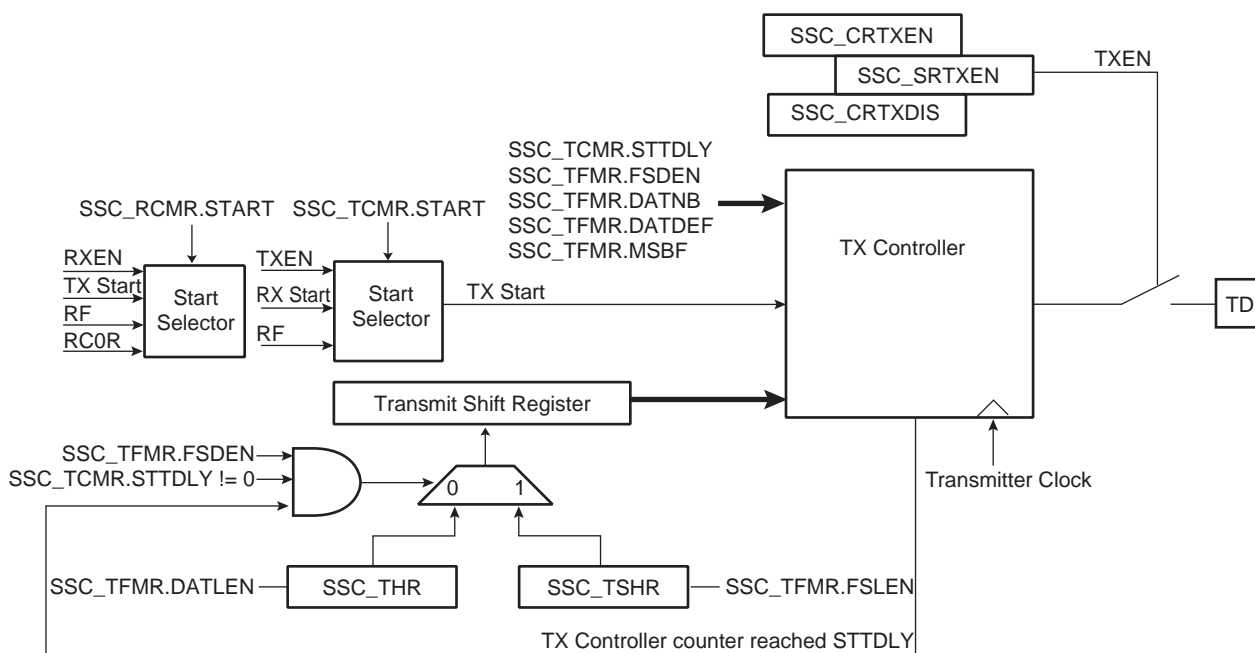 SSC_CRTXEN
SSC_SRTXEN
TXEN
SSC_CRTXDIS
SSC_TCMR.STTDLY
SSC_TFMR.FSDEN
SSC_TFMR.DATNB
SSC_TFMR.DATDEF
SSC_TFMR.MSBF
SSC_RCMR.START
SSC_TCMR.START
TX Controller
RXEN
TX Start
RF
RC0R
Start
Selector
TXEN
RX Start
RF
Start
Selector
TX Start
TD
Transmit Shift Register
SSC_TFMR.FSDEN
SSC_TCMR.STTDLY != 0
0
1
Transmitter Clock
SSC_TFMR.DATLEN
SSC_THR
SSC_TSHR
SSC_TFMR.FSLEN
TX Controller counter reached STTDLY